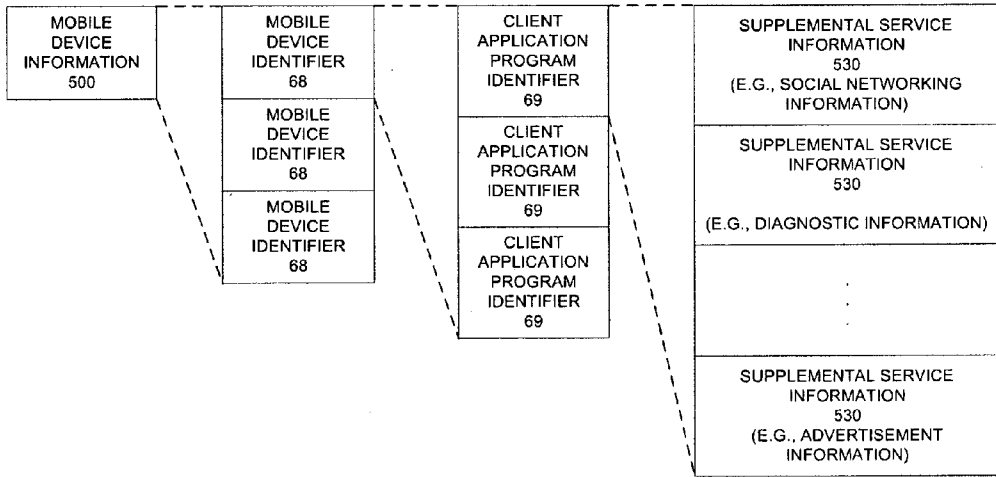 MOBILE
DEVICE
INFORMATION
500
MOBILE
DEVICE
IDENTIFIER
68
MOBILE
DEVICE
IDENTIFIER
68
MOBILE
DEVICE
IDENTIFIER
68
CLIENT
APPLICATION
PROGRAM
IDENTIFIER
69
CLIENT
APPLICATION
PROGRAM
IDENTIFIER
69
CLIENT
APPLICATION
PROGRAM
IDENTIFIER
69
SUPPLEMENTAL SERVICE
INFORMATION
530
(E.G., SOCIAL NETWORKING
INFORMATION)
SUPPLEMENTAL SERVICE
INFORMATION
530
(E.G., DIAGNOSTIC INFORMATION)
.
.
.
SUPPLEMENTAL SERVICE
INFORMATION
530
(E.G., ADVERTISEMENT
INFORMATION)